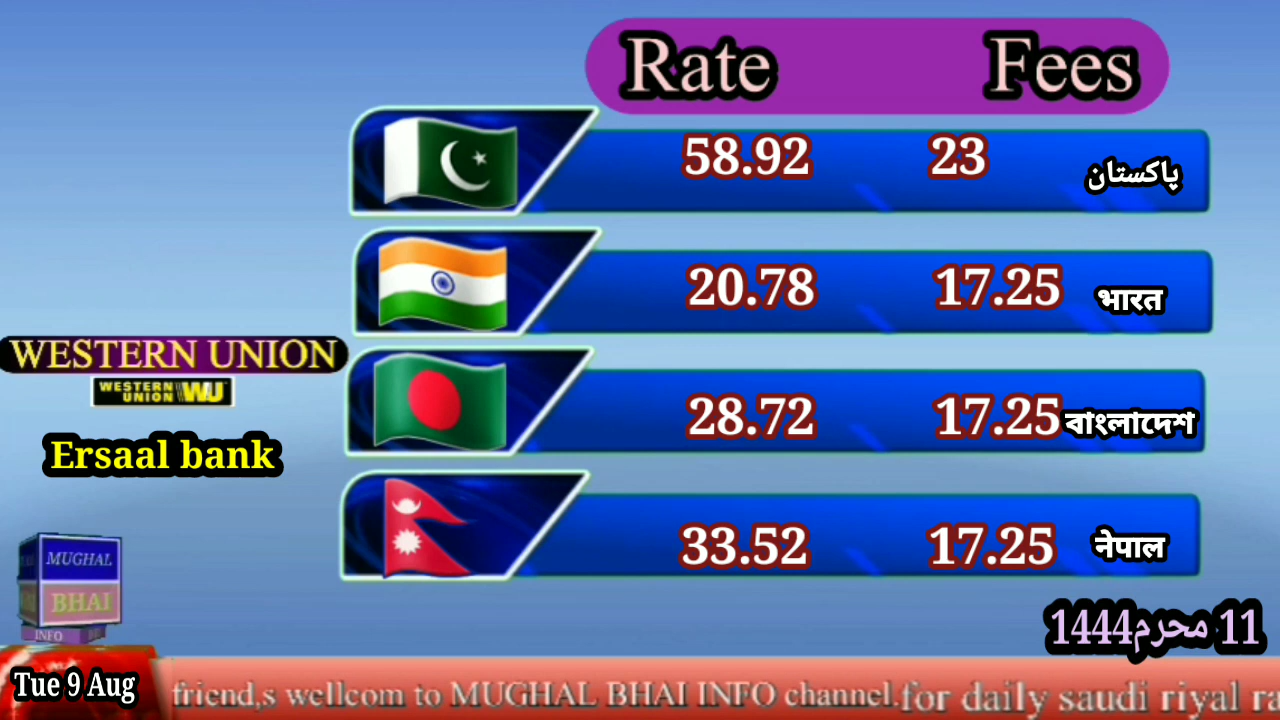 Rate Fees
58.92 23 پاکستان
20.78 17.25 भारत
WESTERN UNION
WESTERN UNION WU
28.72 17.25 বাংলাদেশ
Ersaal bank
33.52 17.25 नेपाल
MUGHAL
BHAI
INFO
11 محرم1444
Tue 9 Aug
friend,s wellcom to MUGHAL BHAI INFO channel.for daily saudi riyal ra